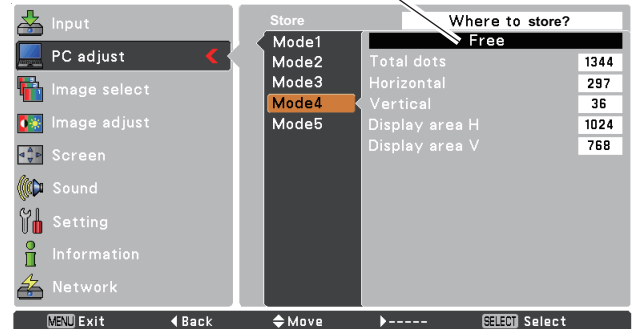 Input
PC adjust
Image select
Image adjust
Screen
Sound
Setting
Information
Network
Store
Mode1
Mode2
Mode3
Mode4
Mode5
Where to store?
Free
Total dots 1344
Horizontal 297
Vertical 36
Display area H 1024
Display area V 768
MENU Exit Back Move ----- SELECT Select